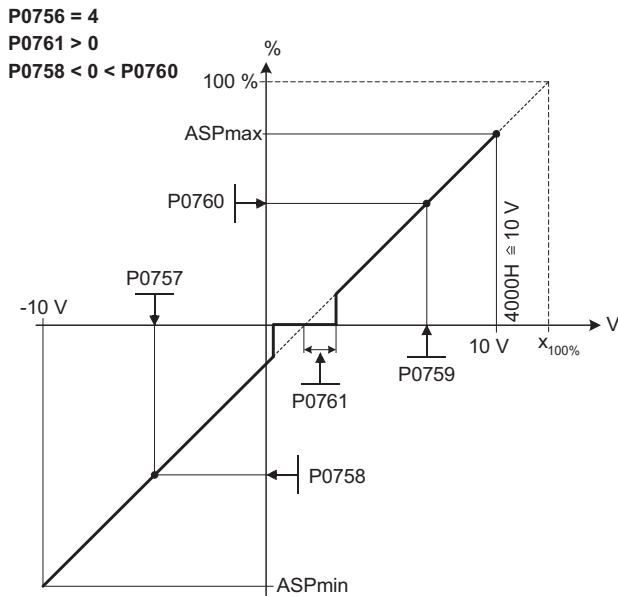 P0756 = 4
P0761 > 0
P0758 < 0 < P0760
%
100 %
ASPmax
P0760
4000H ≙ 10 V
P0757
-10 V
V
10 V
x100%
P0759
P0761
P0758
ASPmin